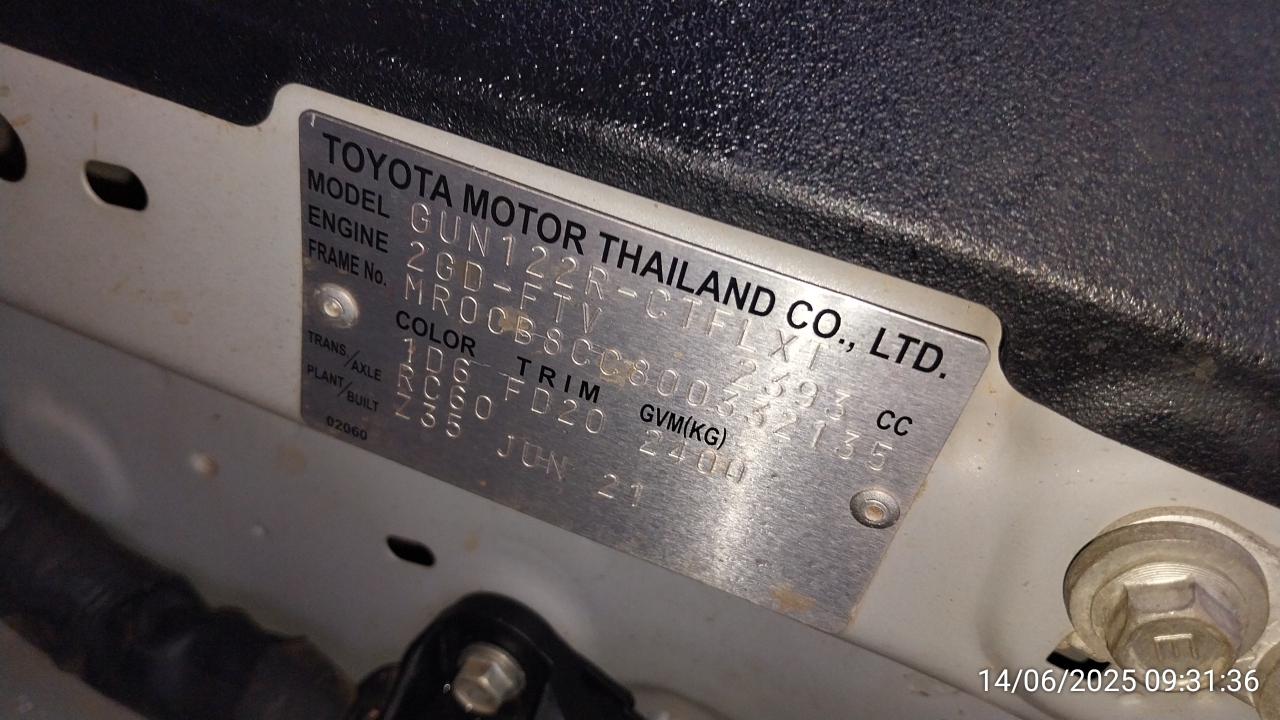 TOYOTA MOTOR THAILAND CO., LTD.
MODEL GUN122R-CTFLXT
ENGINE 2GD-FTV 2393 CC
FRAME No. MR0CB8CC800332135
COLOR TRIM GVM(KG)
1D6 FD20 2400
TRANS/AXLE RC60
PLANT/BUILT Z35 JUN 21
02060
E
14/06/2025 09:31:36